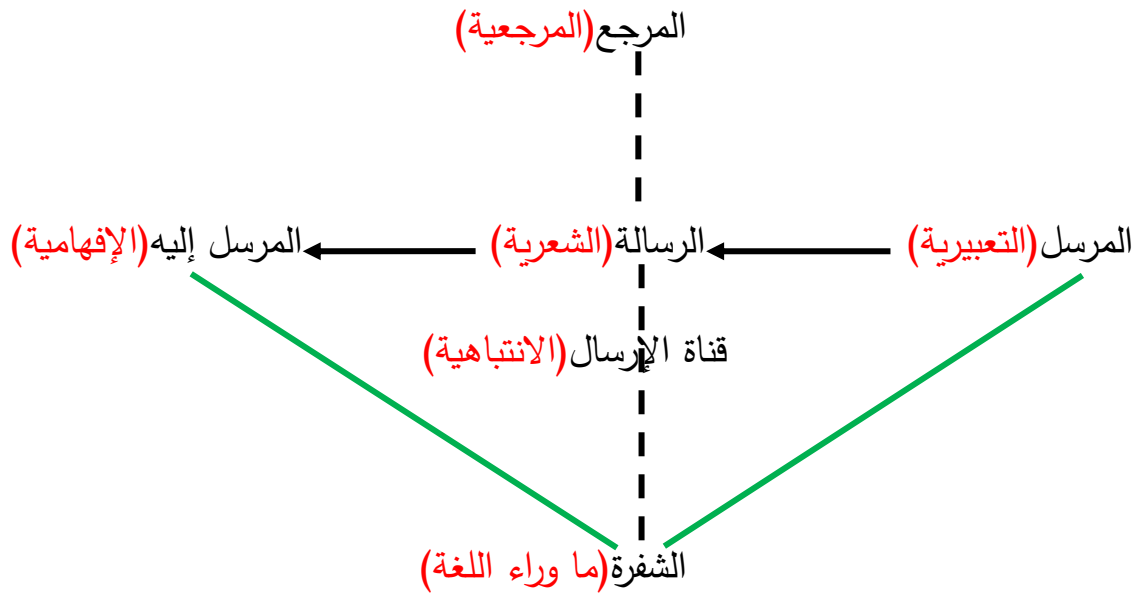 المرجع(المرجعية)
المرسل(التعبيرية) الرسالة(الشعرية) المرسل إليه(الإفهامية)
قناة الإرسال(الانتباهية)
الشفرة(ما وراء اللغة)